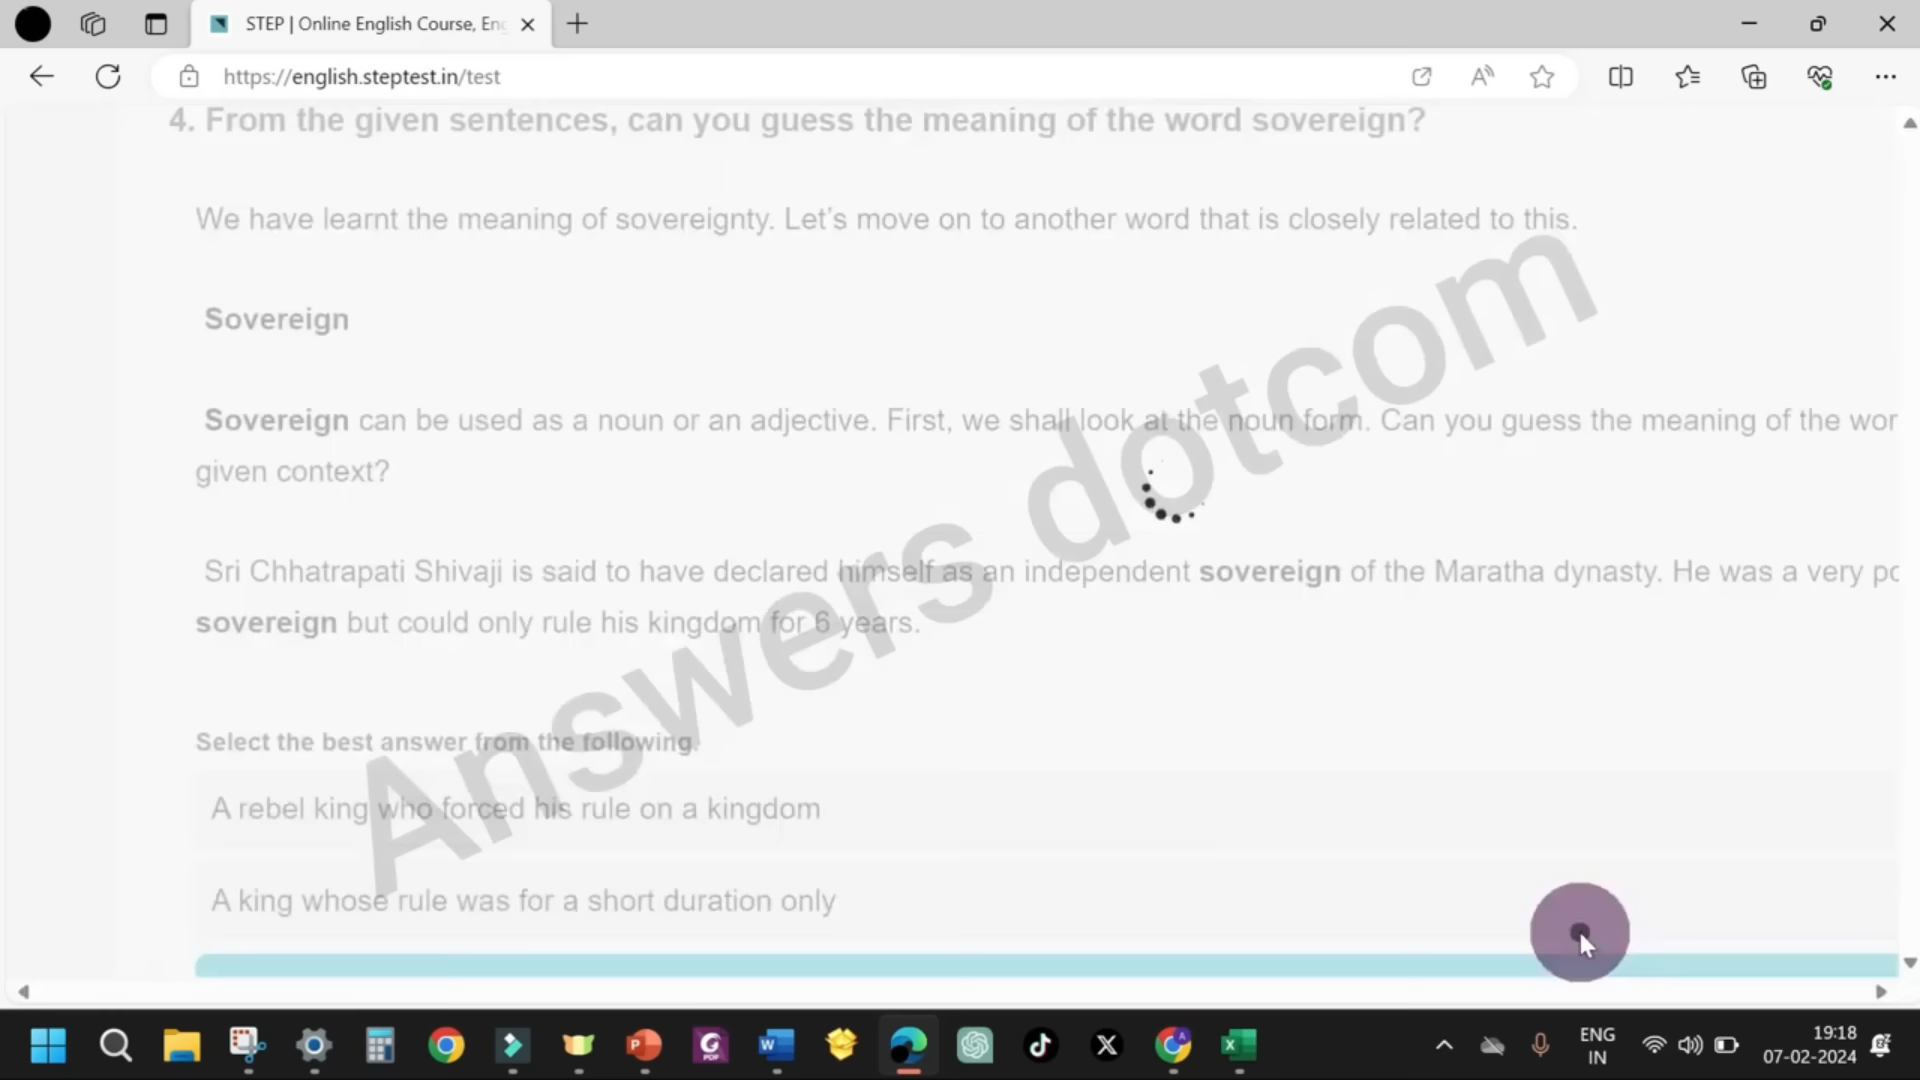 STEP | Online English Course, Eng
https://english.steptest.in/test
4. From the given sentences, can you guess the meaning of the word sovereign?
We have learnt the meaning of sovereignty. Let's move on to another word that is closely related to this.
Sovereign
Sovereign can be used as a noun or an adjective. First, we shall look at the noun form. Can you guess the meaning of the wor
given context?
Sri Chhatrapati Shivaji is said to have declared himself as an independent sovereign of the Maratha dynasty. He was a very po
sovereign but could only rule his kingdom for 6 years.
Select the best answer from the following.
A rebel king who forced his rule on a kingdom
A king whose rule was for a short duration only
Answers dotcom
ENG
IN
19:18
07-02-2024